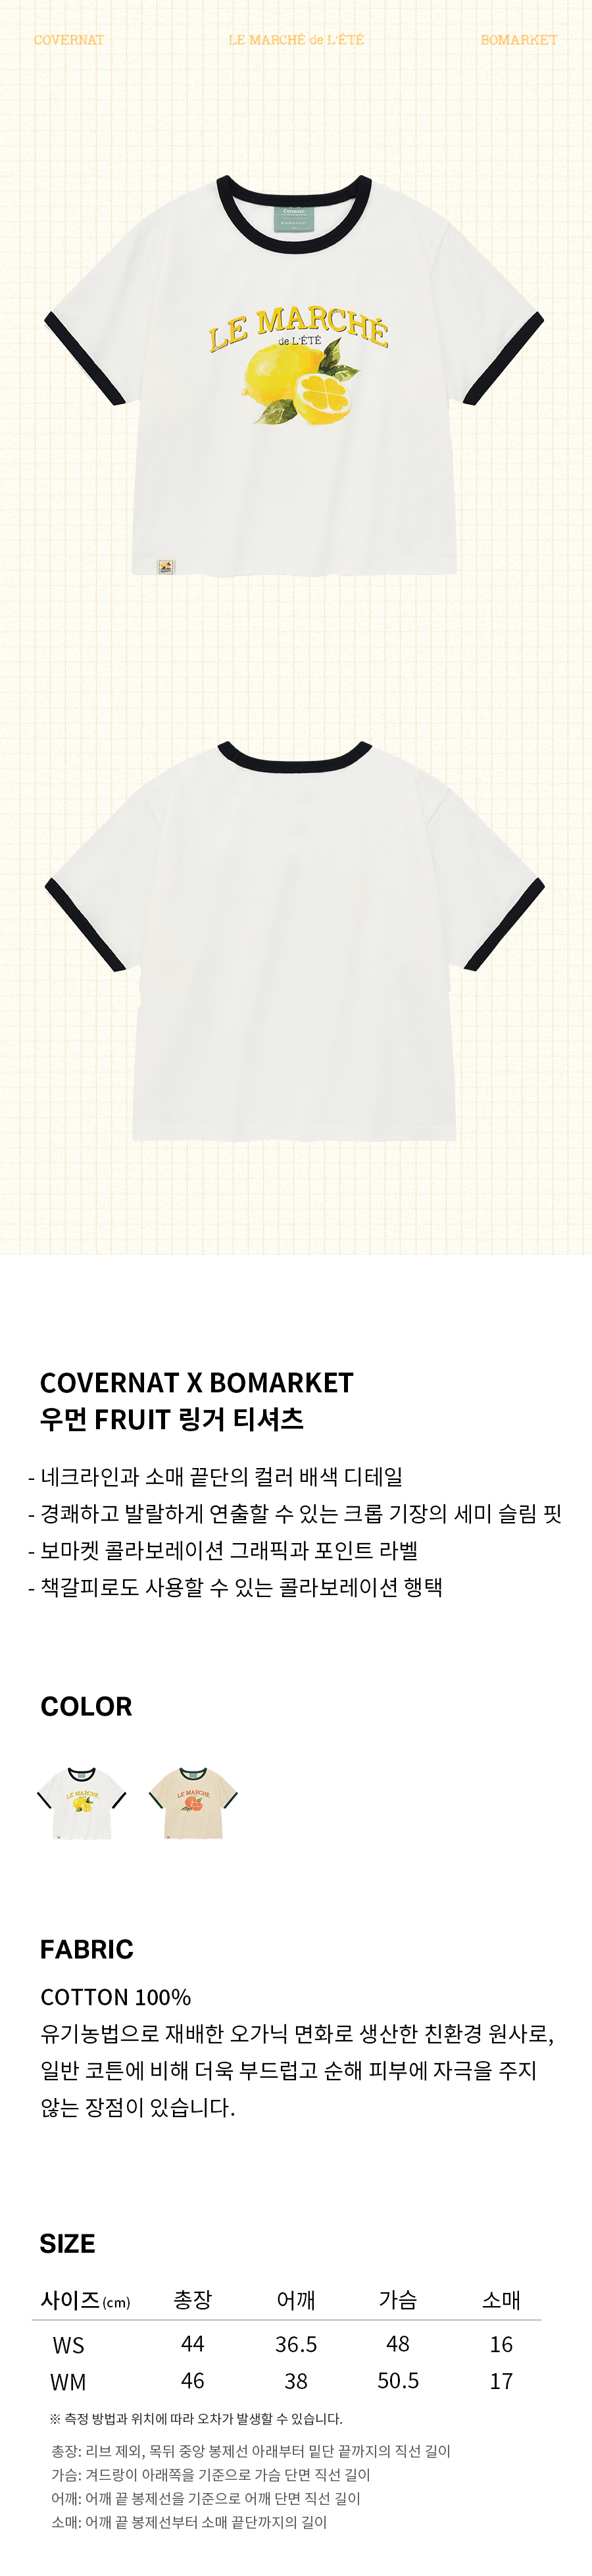 COVERNAT LE MARCHÉ de L'ÉTÉ BOMARKET
Covernat
LE MARCHÉ
de L'ÉTÉ
COVERNAT X BOMARKET
우먼 FRUIT 링거 티셔츠
- 네크라인과 소매 끝단의 컬러 배색 디테일
- 경쾌하고 발랄하게 연출할 수 있는 크롭 기장의 세미 슬림 핏
- 보마켓 콜라보레이션 그래픽과 포인트 라벨
- 책갈피로도 사용할 수 있는 콜라보레이션 행택
COLOR
LE MARCHE LE MARCHE
FABRIC
COTTON 100%
유기농법으로 재배한 오가닉 면화로 생산한 친환경 원사로,
일반 코튼에 비해 더욱 부드럽고 순해 피부에 자극을 주지
않는 장점이 있습니다.
SIZE
사이즈(cm) 총장 어깨 가슴 소매
WS 44 36.5 48 16
WM 46 38 50.5 17
※ 측정 방법과 위치에 따라 오차가 발생할 수 있습니다.
총장: 리브 제외, 목뒤 중앙 봉제선 아래부터 밑단 끝까지의 직선 길이
가슴: 겨드랑이 아래쪽을 기준으로 가슴 단면 직선 길이
어깨: 어깨 끝 봉제선을 기준으로 어깨 단면 직선 길이
소매: 어깨 끝 봉제선부터 소매 끝단까지의 길이